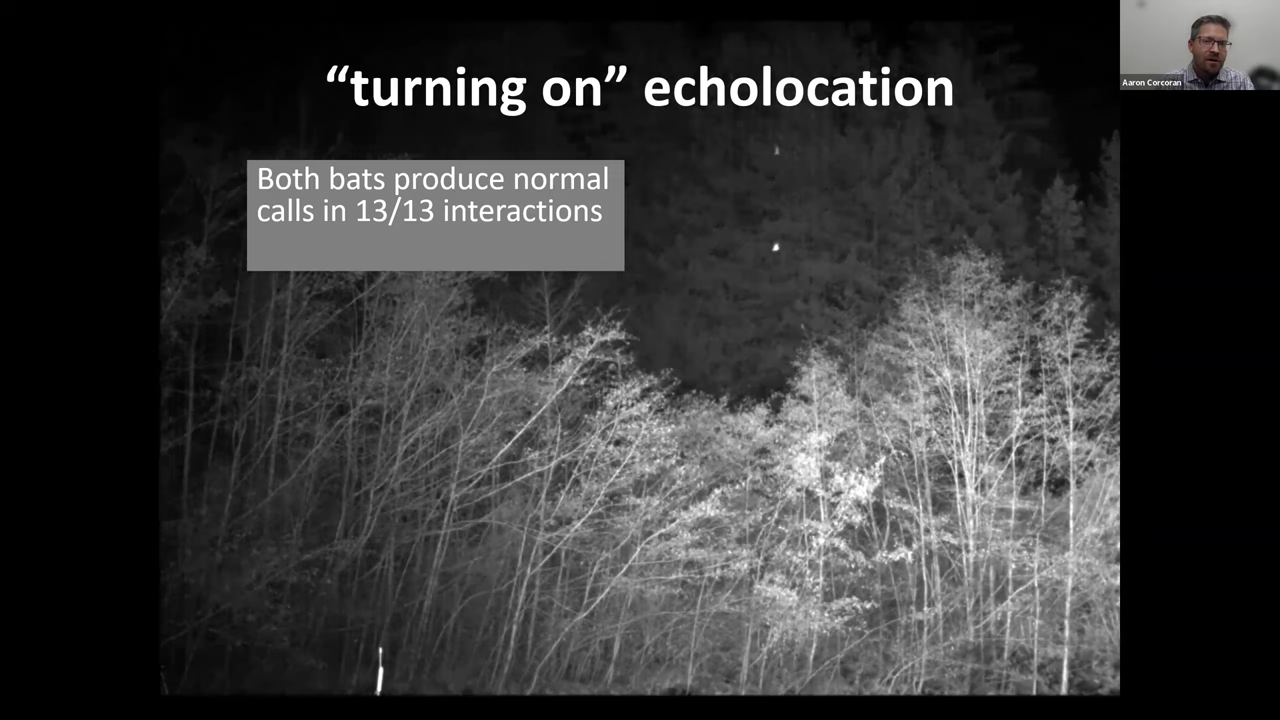 “turning on” echolocation
Both bats produce normal
calls in 13/13 interactions
Aaron Corcoran